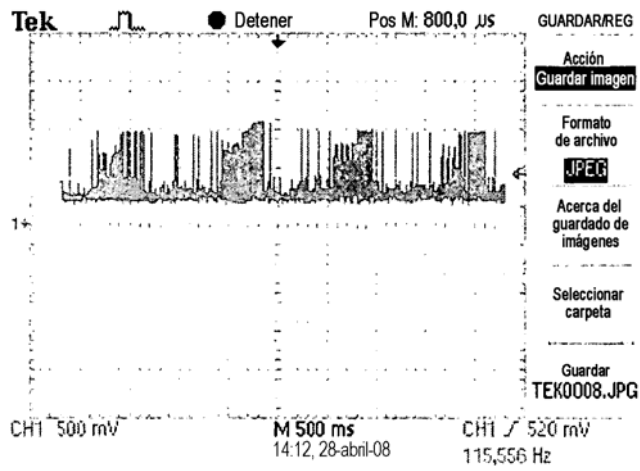 Tek Detener Pos M: 800,0 µs GUARDAR/REG
Acción
Guardar imagen
Formato
de archivo
JPEG
Acerca del
guardado de
imágenes
1
Seleccionar
carpeta
Guardar
TEK0008.JPG
CH1 500 mV M 500 ms CH1 520 mV
14:12, 28-abril-08 115,556 Hz